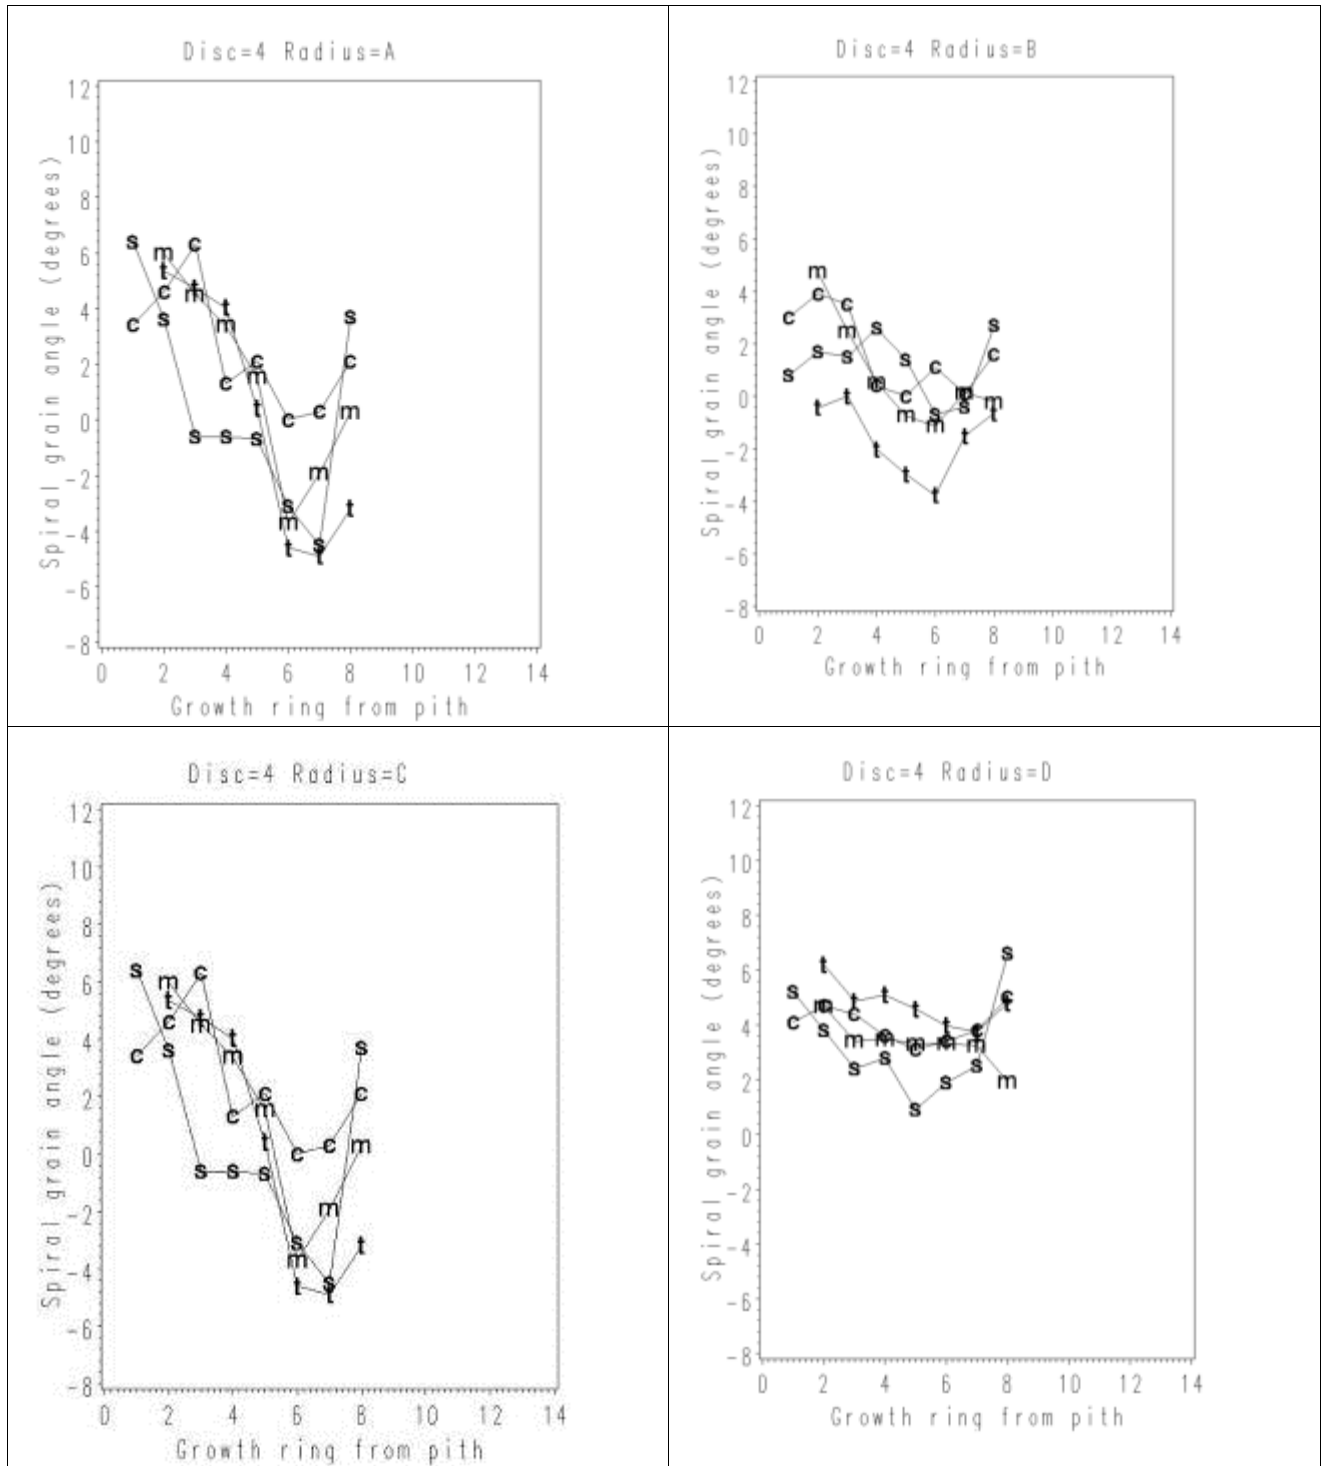 Disc=4 Radius=A
12
10
8
6
4
2
0
-2
-4
-6
-8
Spiral grain angle (degrees)
s s s s s s s s
c c c c c c c c
m m m m m m m
t t t t t t t
0 2 4 6 8 10 12 14
Growth ring from pith
Disc=4 Radius=B
12
10
8
6
4
2
0
-2
-4
-6
-8
Spiral grain angle (degrees)
s s s s s s s s
c c c c c c c c
m m m m m m m
t t t t t t t
0 2 4 6 8 10 12 14
Growth ring from pith
Disc=4 Radius=C
12
10
8
6
4
2
0
-2
-4
-6
-8
Spiral grain angle (degrees)
s s s s s s s s
c c c c c c c c
m m m m m m m
t t t t t t t
0 2 4 6 8 10 12 14
Growth ring from pith
Disc=4 Radius=D
12
10
8
6
4
2
0
-2
-4
-6
-8
Spiral grain angle (degrees)
s s s s s s s s
c c c c c c c c
m m m m m m m
t t t t t t t
0 2 4 6 8 10 12 14
Growth ring from pith